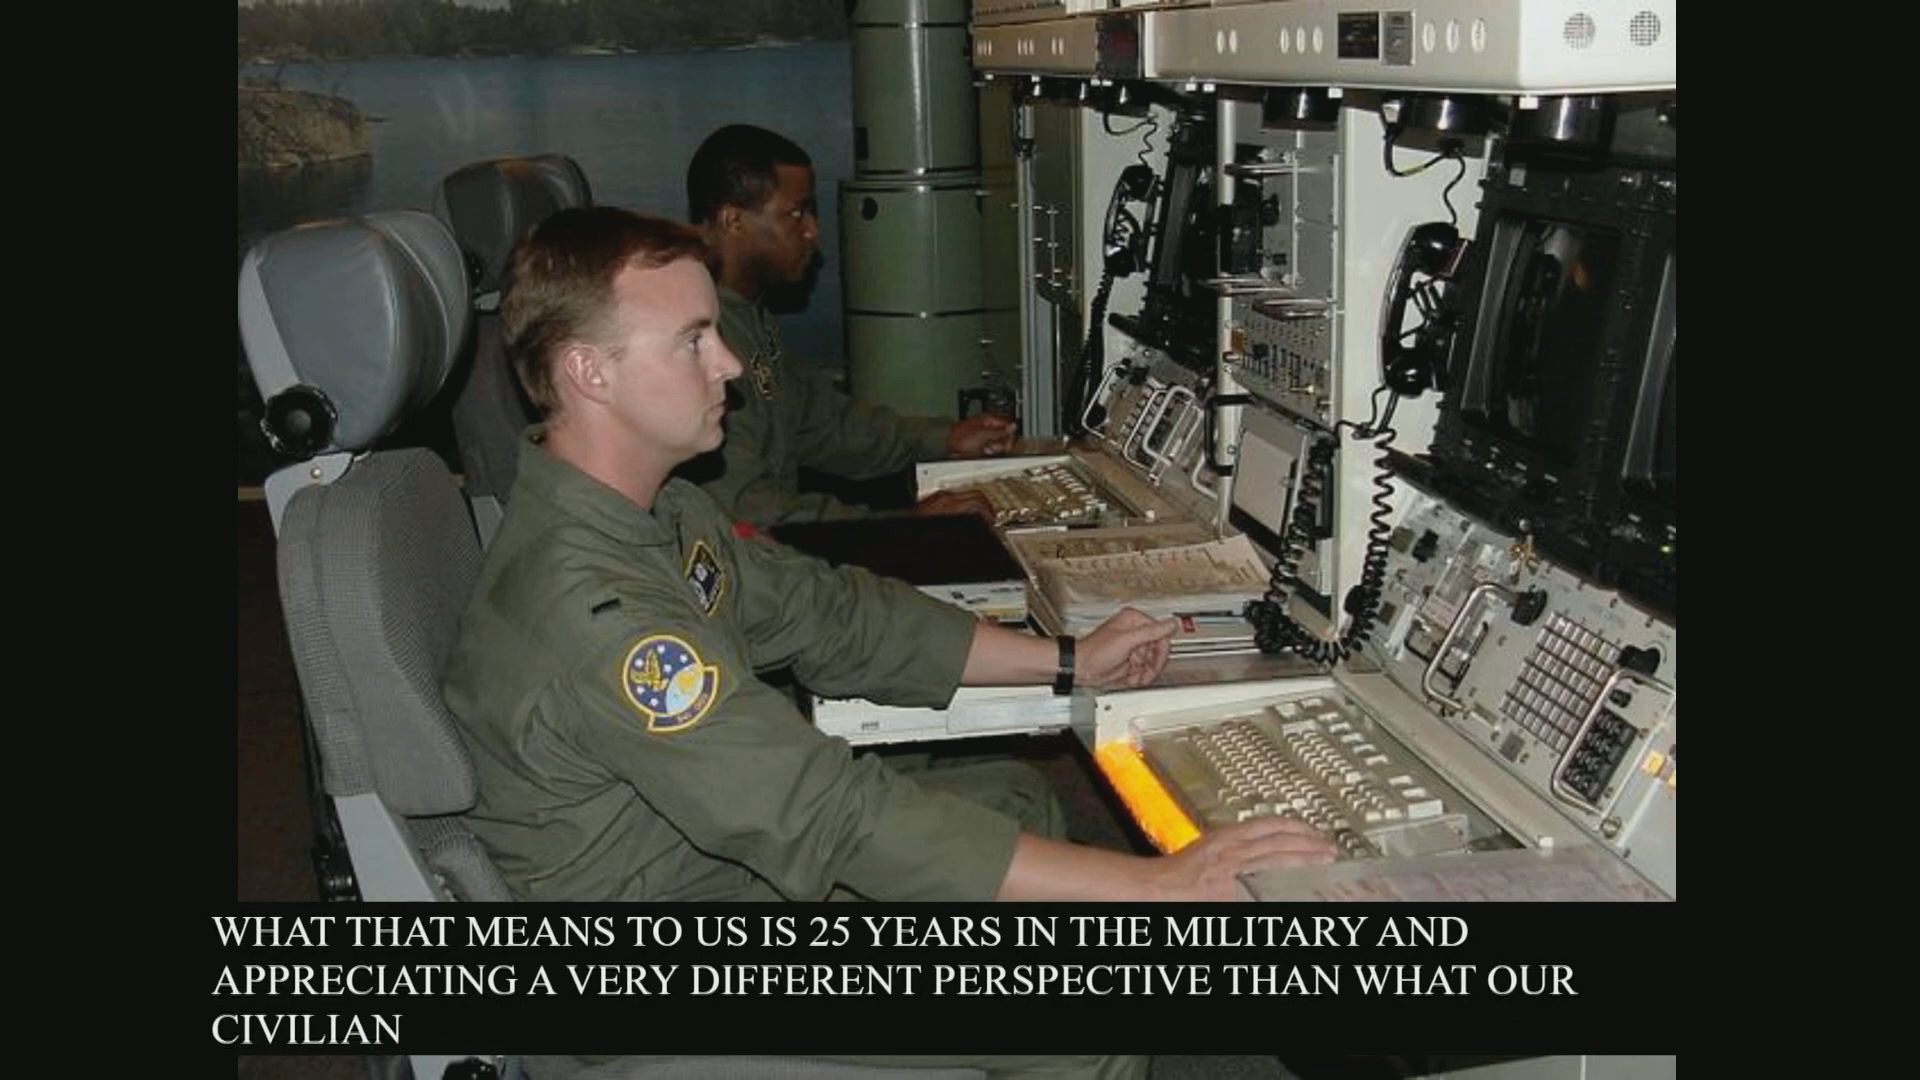 WHAT THAT MEANS TO US IS 25 YEARS IN THE MILITARY AND
APPRECIATING A VERY DIFFERENT PERSPECTIVE THAN WHAT OUR
CIVILIAN